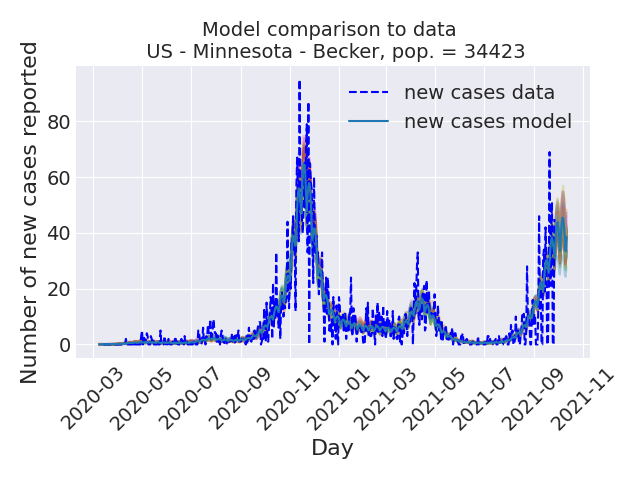 Model comparison to data
US - Minnesota - Becker, pop. = 34423
new cases data
new cases model
Number of new cases reported
80
60
40
20
0
2020-03
2020-05
2020-07
2020-09
2020-11
2021-01
2021-03
2021-05
2021-07
2021-09
2021-11
Day